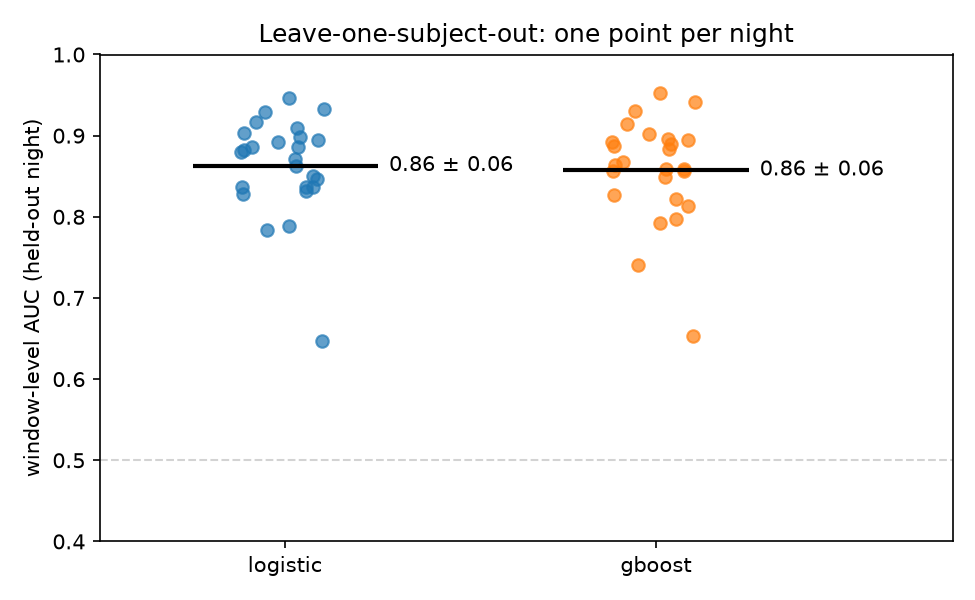 Leave-one-subject-out: one point per night
window-level AUC (held-out night)
1.0
0.9
0.8
0.7
0.6
0.5
0.4
0.86 ± 0.06
0.86 ± 0.06
logistic
gboost